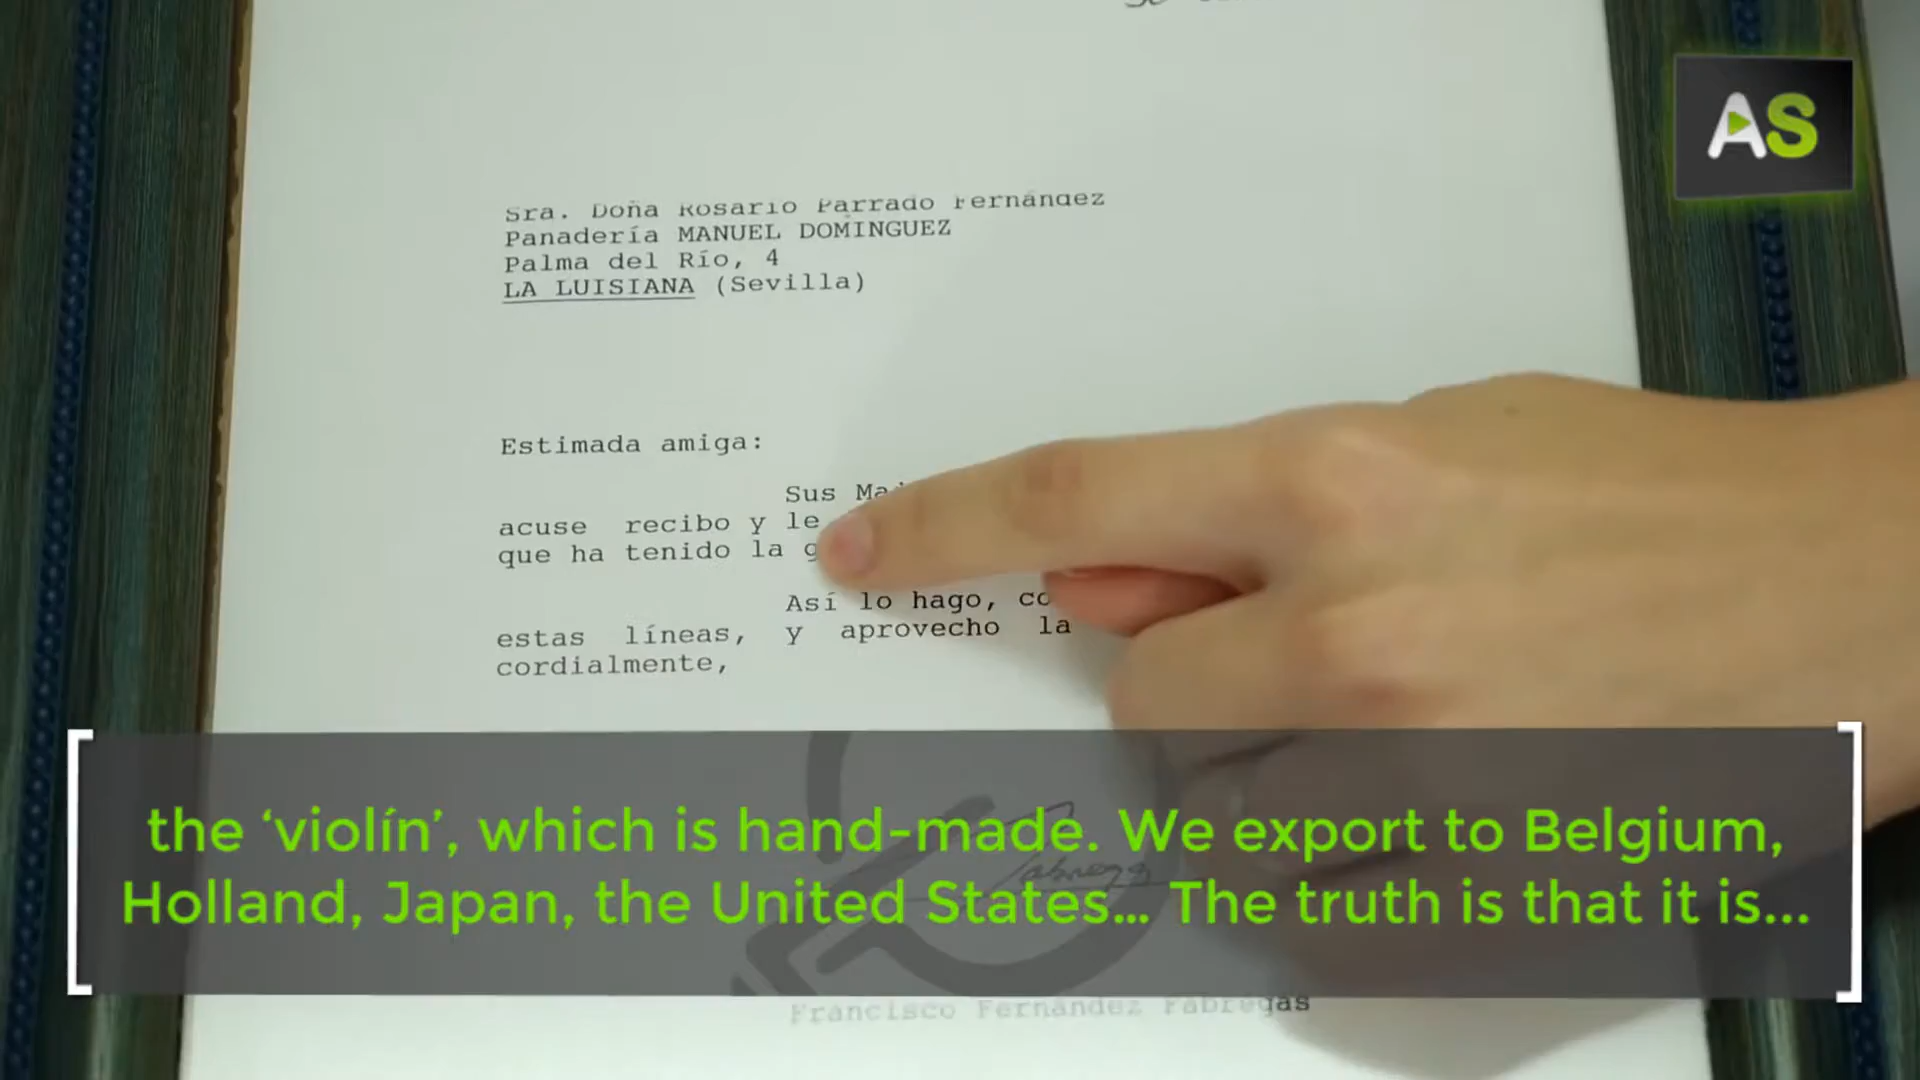 AS
Sra. Doña Rosario Parrado Fernández
Panadería MANUEL DOMINGUEZ
Palma del Río, 4
LA LUISIANA (Sevilla)
Estimada amiga:
Sus
acuse recibo y le
que ha tenido la
Así lo hago,
estas líneas, y aprovecho la
cordialmente,
the ‘violín’, which is hand-made. We export to Belgium,
Holland, Japan, the United States... The truth is that it is...
Francisco Fernández Fábregas